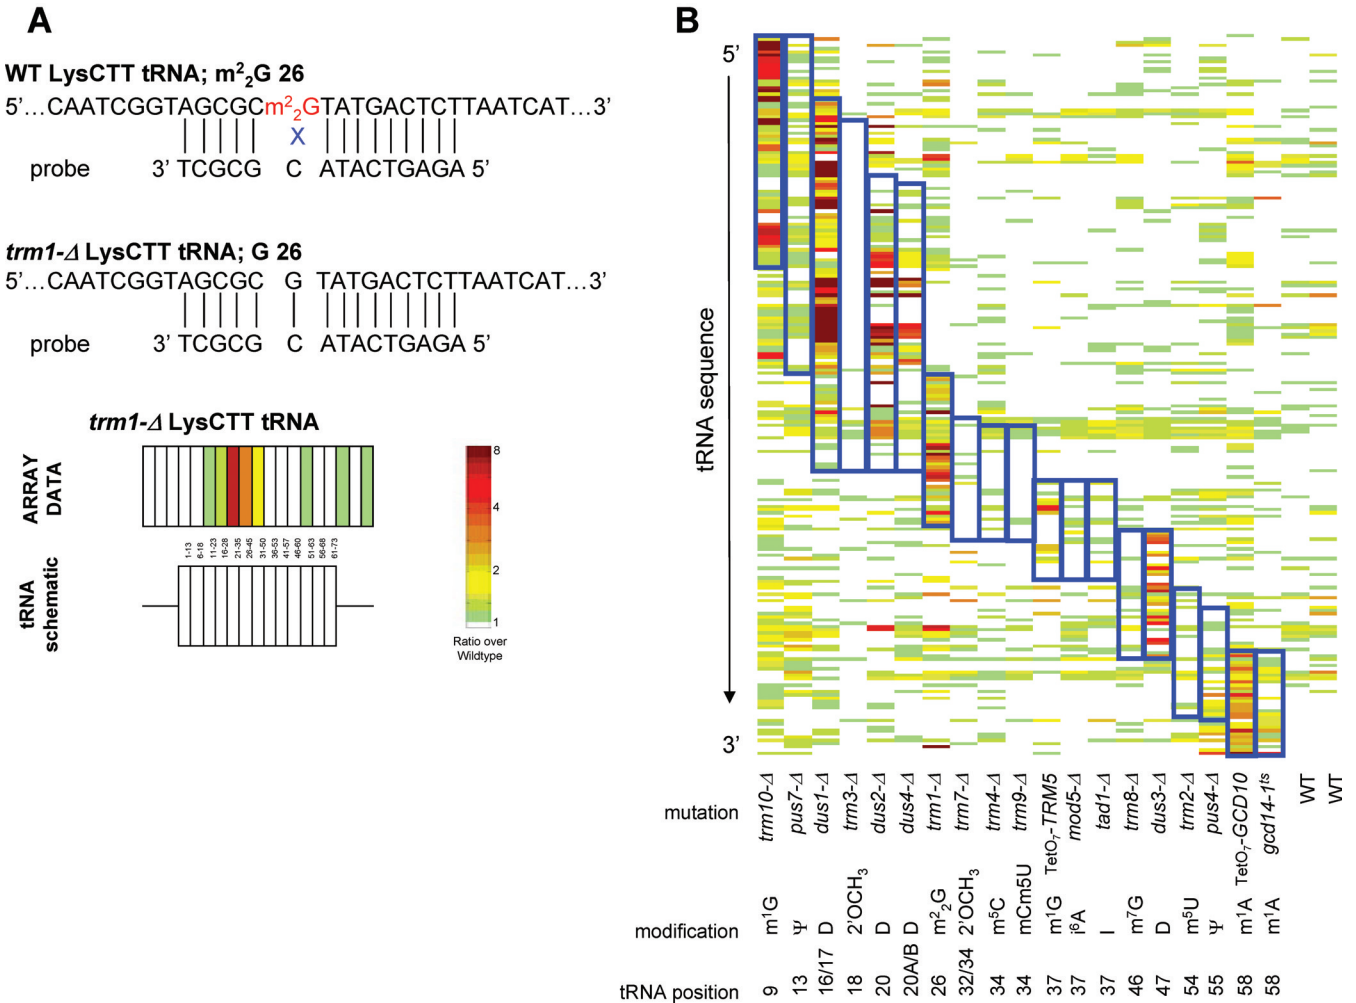 A
WT LysCTT tRNA; m²₂G 26
5’…CAATCGGTAGCGCm²₂GTATGACTCTTAATCAT…3’
X
probe 3’ TCGCG C ATACTGAGA 5’
trm1-Δ LysCTT tRNA; G 26
5’…CAATCGGTAGCGC G TATGACTCTTAATCAT…3’
probe 3’ TCGCG C ATACTGAGA 5’
trm1-Δ LysCTT tRNA
ARRAY DATA
1-13
6-18
11-23
16-28
21-35
26-45
31-50
36-53
41-57
46-60
51-63
56-68
61-73
tRNA schematic
8
4
2
1
Ratio over
Wildtype
B
5’
tRNA sequence
3’
mutation trm10-Δ pus7-Δ dus1-Δ trm3-Δ dus2-Δ dus4-Δ trm1-Δ trm7-Δ trm4-Δ trm9-Δ TetO₇-TRM5 mod5-Δ tad1-Δ trm8-Δ dus3-Δ trm2-Δ pus4-Δ TetO₇-GCD10 gcd14-1ᵗˢ WT WT
modification m¹G Ψ D 2’OCH₃ D D m²₂G 2’OCH₃ m⁵C mCm5U m¹G i⁶A I m⁷G D m⁵U Ψ m¹A m¹A
tRNA position 9 13 16/17 18 20 20A/B 26 32/34 34 34 37 37 37 46 47 54 55 58 58